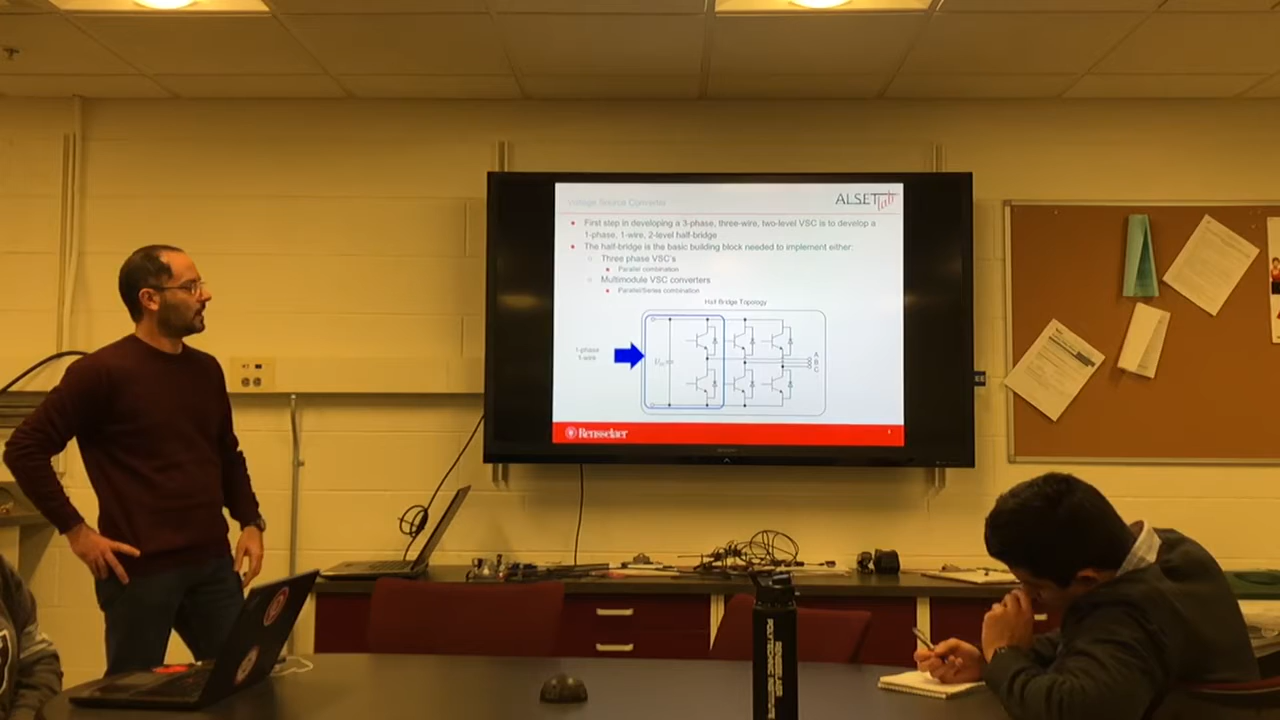 Voltage Source Converter
ALSETlab
First step in developing a 3-phase, three-wire, two-level VSC is to develop a
1-phase, 1-wire, 2-level half-bridge
The half-bridge is the basic building block needed to implement either:
Three phase VSC's
Parallel combination
Multimodule VSC converters
Parallel/Series combination
Half Bridge Topology
1-phase
1-wire
A
B
C
Rensselaer
RENSSELAER
POLYTECHNIC INSTITUTE